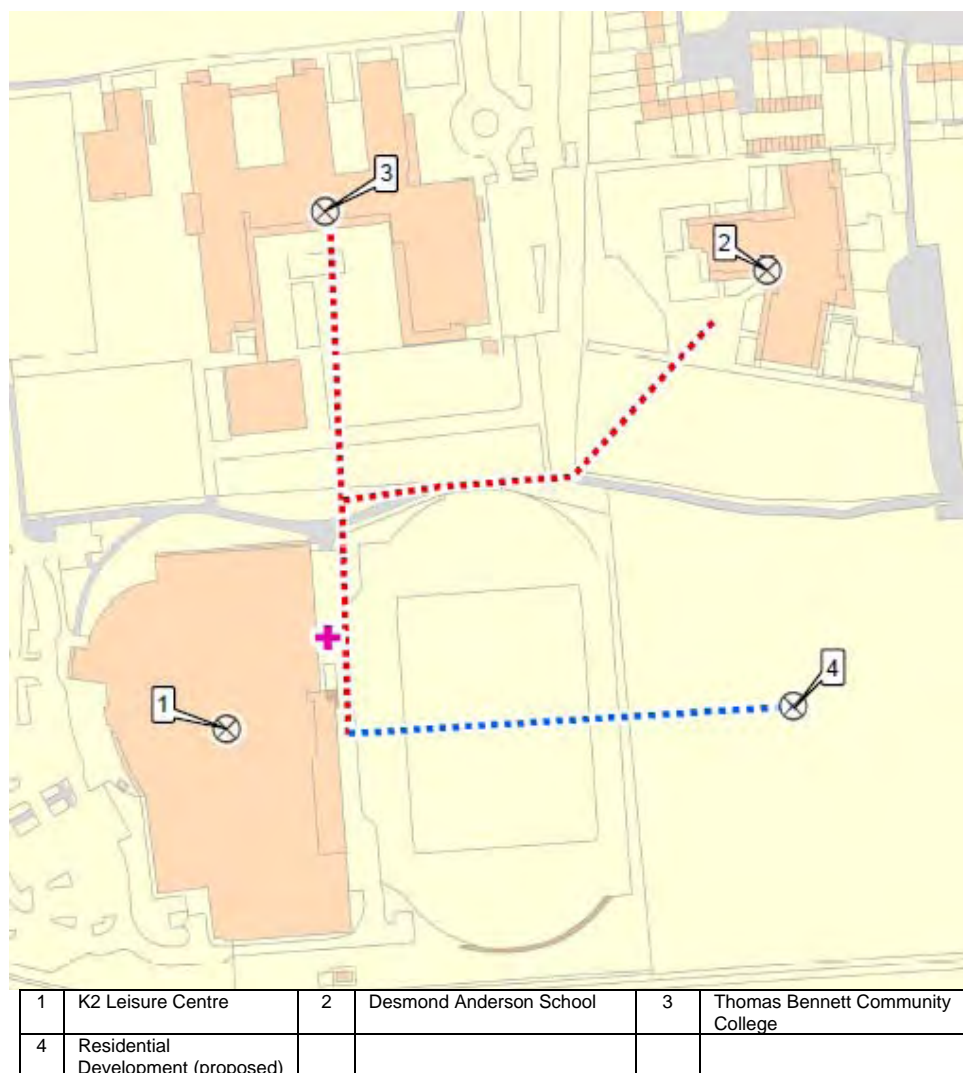 3
2
4
1
1 K2 Leisure Centre 2 Desmond Anderson School 3 Thomas Bennett Community
College
4 Residential
Development (proposed)